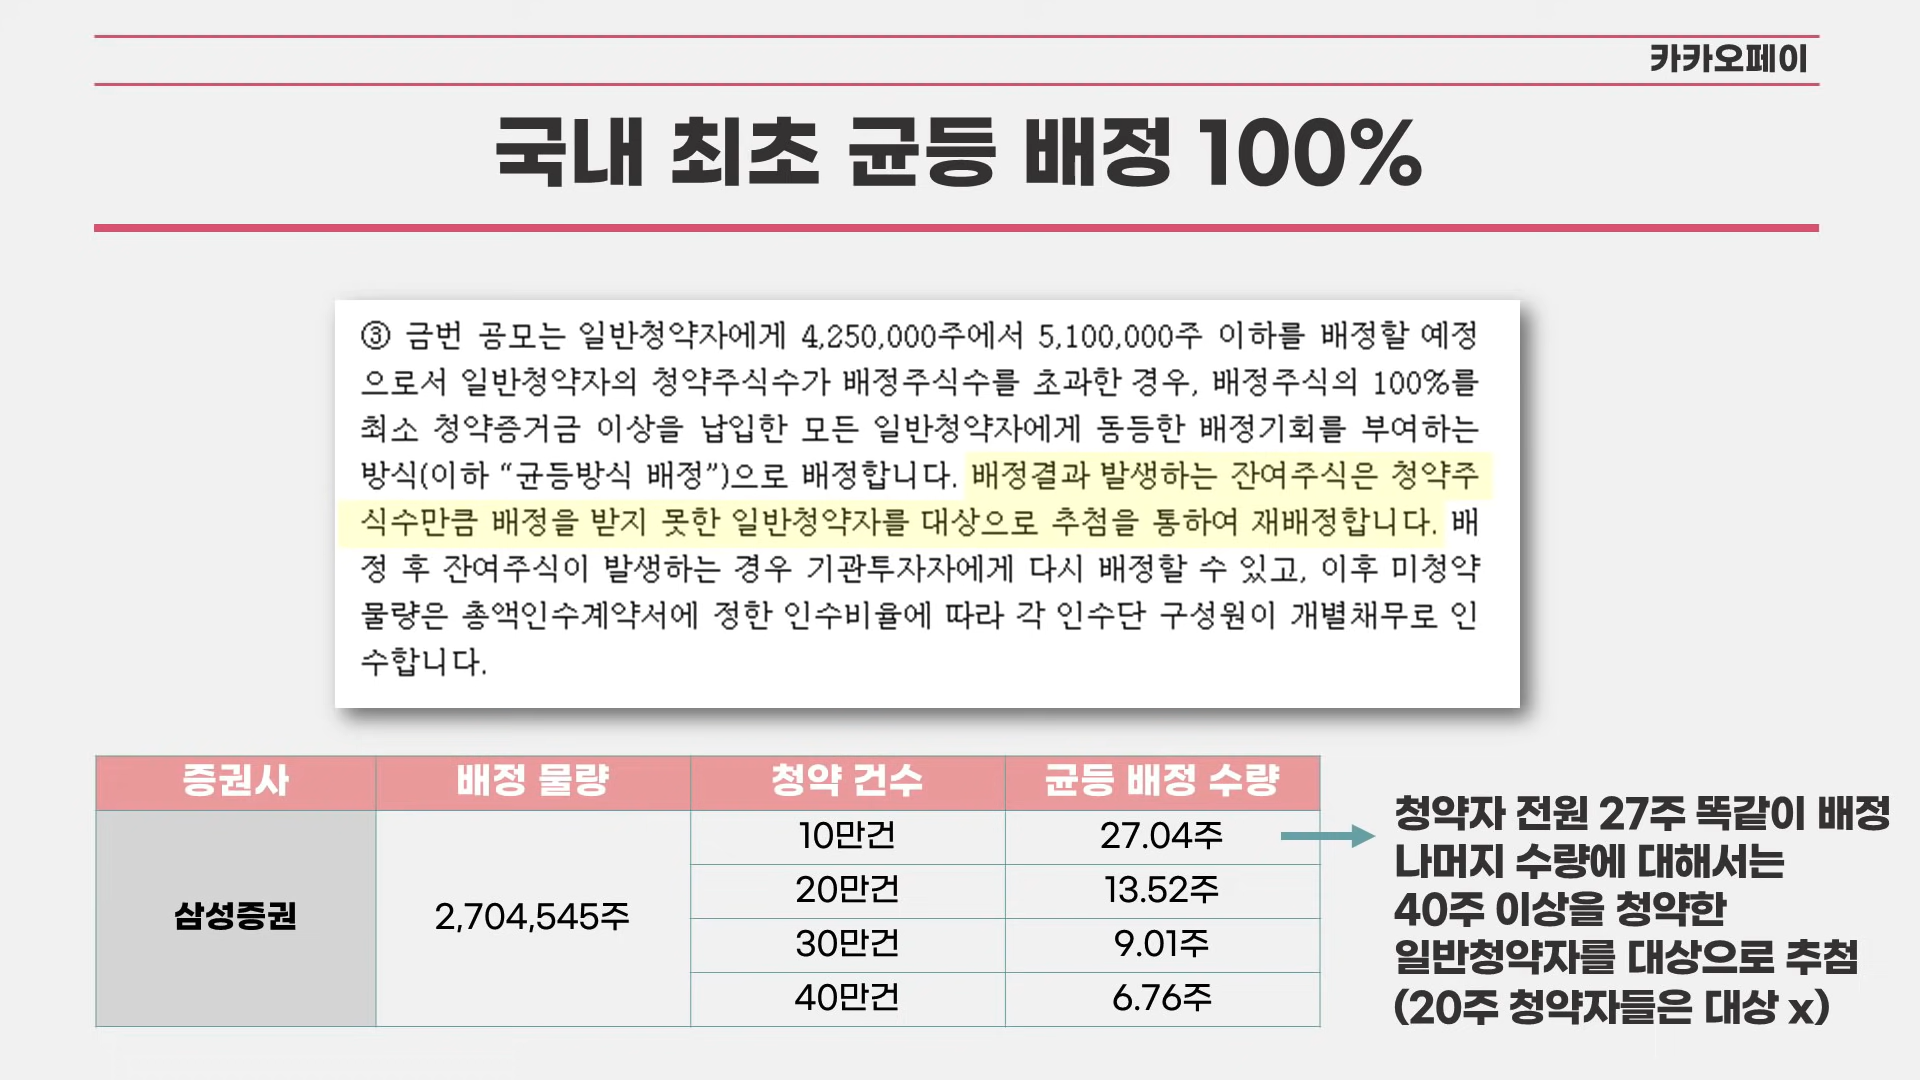 카카오페이
국내 최초 균등 배정 100%
③ 금번 공모는 일반청약자에게 4,250,000주에서 5,100,000주 이하를 배정할 예정
으로서 일반청약자의 청약주식수가 배정주식수를 초과한 경우, 배정주식의 100%를
최소 청약증거금 이상을 납입한 모든 일반청약자에게 동등한 배정기회를 부여하는
방식(이하 “균등방식 배정”)으로 배정합니다. 배정결과 발생하는 잔여주식은 청약주
식수만큼 배정을 받지 못한 일반청약자를 대상으로 추첨을 통하여 재배정합니다. 배
정 후 잔여주식이 발생하는 경우 기관투자자에게 다시 배정할 수 있고, 이후 미청약
물량은 총액인수계약서에 정한 인수비율에 따라 각 인수단 구성원이 개별채무로 인
수합니다.
증권사 배정 물량 청약 건수 균등 배정 수량
삼성증권 2,704,545주
10만건 27.04주
20만건 13.52주
30만건 9.01주
40만건 6.76주
청약자 전원 27주 똑같이 배정
나머지 수량에 대해서는
40주 이상을 청약한
일반청약자를 대상으로 추첨
(20주 청약자들은 대상 x)